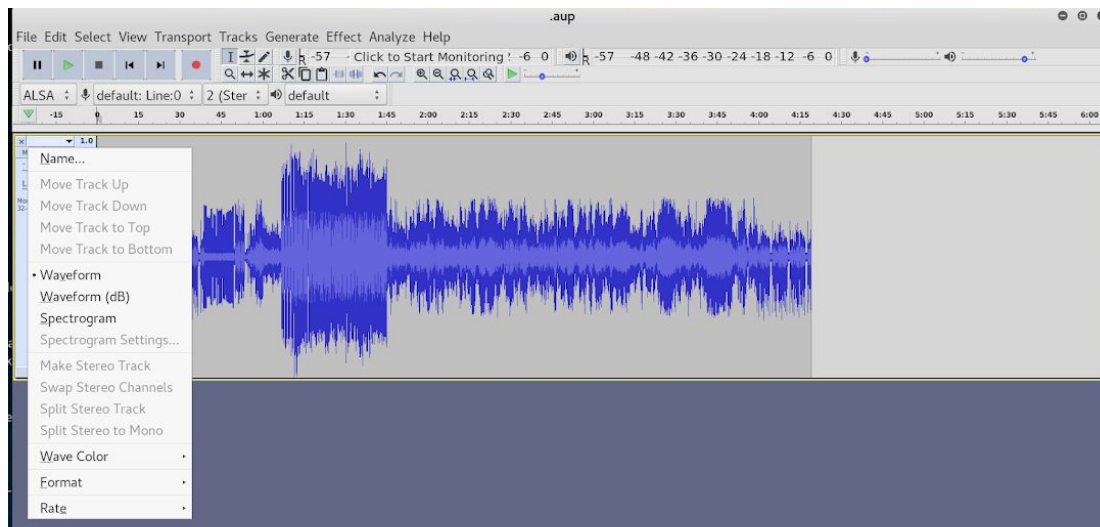 .aup
File Edit Select View Transport Tracks Generate Effect Analyze Help
-57 Click to Start Monitoring ! -6 0 -57 -48 -42 -36 -30 -24 -18 -12 -6 0
ALSA default: Line:0 2 (Ster default
-15 0 15 30 45 1:00 1:15 1:30 1:45 2:00 2:15 2:30 2:45 3:00 3:15 3:30 3:45 4:00 4:15 4:30 4:45 5:00 5:15 5:30 5:45 6:00
1.0
Name...
Move Track Up
Move Track Down
Move Track to Top
Move Track to Bottom
Waveform
Waveform (dB)
Spectrogram
Spectrogram Settings...
Make Stereo Track
Swap Stereo Channels
Split Stereo Track
Split Stereo to Mono
Wave Color
Format
Rate